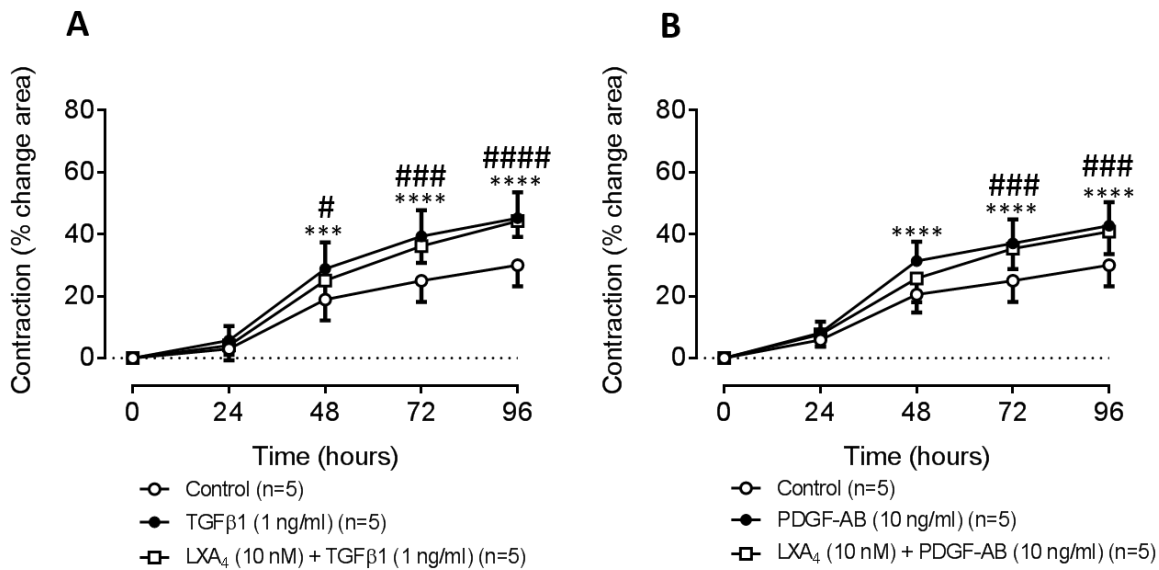 A
Contraction (% change area)
80
60
40
20
0
#
***
###
****
####
****
0 24 48 72 96
Time (hours)
Control (n=5)
TGFβ1 (1 ng/ml) (n=5)
LXA₄ (10 nM) + TGFβ1 (1 ng/ml) (n=5)
B
Contraction (% change area)
80
60
40
20
0
****
###
****
###
****
0 24 48 72 96
Time (hours)
Control (n=5)
PDGF-AB (10 ng/ml) (n=5)
LXA₄ (10 nM) + PDGF-AB (10 ng/ml) (n=5)